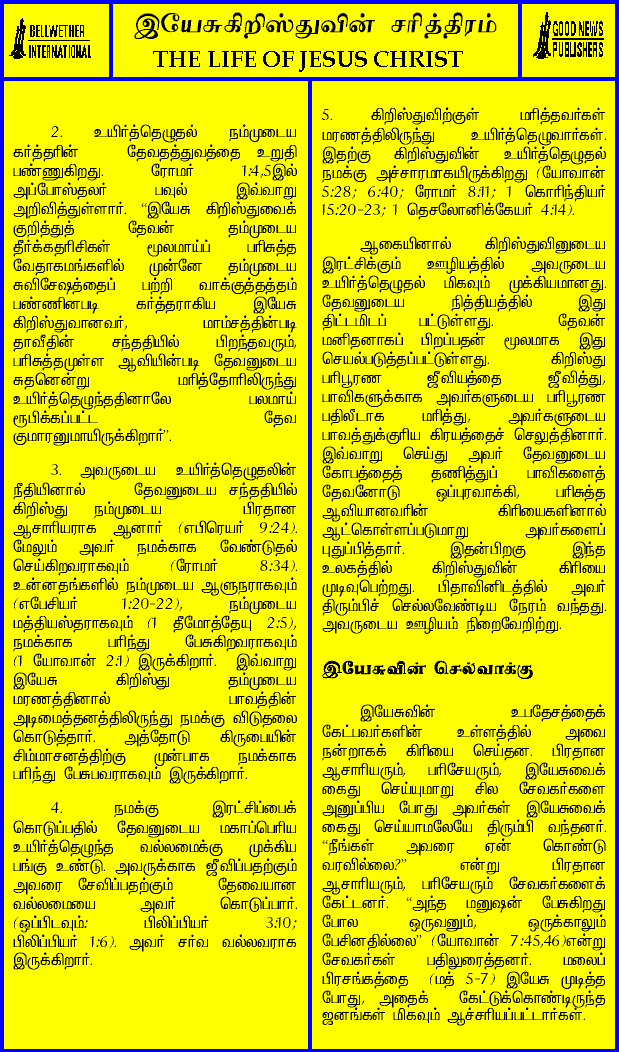 BELLWETHER
INTERNATIONAL
இயேசுகிறிஸ்துவின் சரித்திரம்
THE LIFE OF JESUS CHRIST
GOOD NEWS
PUBLISHERS
2. உயிர்த்தெழுதல் நம்முடைய
கர்த்தரின் தேவதத்துவத்தை உறுதி
பண்ணுகிறது. ரோமர் 1:4,5இல்
அப்போஸ்தலர் பவுல் இவ்வாறு
அறிவித்துள்ளார். “இயேசு கிறிஸ்துவைக்
குறித்துத் தேவன் தம்முடைய
தீர்க்கதரிசிகள் மூலமாய்ப் பரிசுத்த
வேதாகமங்களில் முன்னே தம்முடைய
சுவிசேஷத்தைப் பற்றி வாக்குத்தத்தம்
பண்ணினபடி கர்த்தராகிய இயேசு
கிறிஸ்துவானவர், மாம்சத்தின்படி
தாவீதின் சந்ததியில் பிறந்தவரும்,
பரிசுத்தமுள்ள ஆவியின்படி தேவனுடைய
சுதனென்று மரித்தோரிலிருந்து
உயிர்த்தெழுந்ததினாலே பலமாய்
ரூபிக்கப்பட்ட தேவ
குமாரனுமாயிருக்கிறார்”.
3. அவருடைய உயிர்த்தெழுதலின்
நீதியினால் தேவனுடைய சந்ததியில்
கிறிஸ்து நம்முடைய பிரதான
ஆசாரியராக ஆனார் (எபிரெயர் 9:24).
மேலும் அவர் நமக்காக வேண்டுதல்
செய்கிறவராகவும் (ரோமர் 8:34).
உன்னதங்களில் நம்முடைய ஆளுநராகவும்
(எபேசியர் 1:20-22), நம்முடைய
மத்தியஸ்தராகவும் (1 தீமோத்தேயு 2:5),
நமக்காக பரிந்து பேசுகிறவராகவும்
(1 யோவான் 2:1) இருக்கிறார். இவ்வாறு
இயேசு கிறிஸ்து தம்முடைய
மரணத்தினால் பாவத்தின்
அடிமைத்தனத்திலிருந்து நமக்கு விடுதலை
கொடுத்தார். அத்தோடு கிருபையின்
சிம்மாசனத்திற்கு முன்பாக நமக்காக
பரிந்து பேசுபவராகவும் இருக்கிறார்.
4. நமக்கு இரட்சிப்பைக்
கொடுப்பதில் தேவனுடைய மகாப்பெரிய
உயிர்த்தெழுந்த வல்லமைக்கு முக்கிய
பங்கு உண்டு. அவருக்காக ஜீவிப்பதற்கும்
அவரை சேவிப்பதற்கும் தேவையான
வல்லமையை அவர் கொடுப்பார்.
(ஒப்பிடவும்: பிலிப்பியர் 3:10;
பிலிப்பியர் 1:6). அவர் சர்வ வல்லவராக
இருக்கிறார்.
5. கிறிஸ்துவிற்குள் மரித்தவர்கள்
மரணத்திலிருந்து உயிர்த்தெழுவார்கள்.
இதற்கு கிறிஸ்துவின் உயிர்த்தெழுதல்
நமக்கு அச்சாரமாகயிருக்கிறது (யோவான்
5:28; 6:40; ரோமர் 8:11; 1 கொரிந்தியர்
15:20-23; 1 தெசலோனிக்கேயர் 4:14).
ஆகையினால் கிறிஸ்துவினுடைய
இரட்சிக்கும் ஊழியத்தில் அவருடைய
உயிர்த்தெழுதல் மிகவும் முக்கியமானது.
தேவனுடைய நித்தியத்தில் இது
திட்டமிடப் பட்டுள்ளது. தேவன்
மனிதனாகப் பிறப்பதன் மூலமாக இது
செயல்படுத்தப்பட்டுள்ளது. கிறிஸ்து
பரிபூரண ஜீவியத்தை ஜீவித்து,
பாவிகளுக்காக அவர்களுடைய பரிபூரண
பதிலீடாக மரித்து, அவர்களுடைய
பாவத்துக்குரிய கிரயத்தைச் செலுத்தினார்.
இவ்வாறு செய்து அவர் தேவனுடைய
கோபத்தைத் தணித்துப் பாவிகளைத்
தேவனோடு ஒப்புரவாக்கி, பரிசுத்த
ஆவியானவரின் கிரியைகளினால்
ஆட்கொள்ளப்படுமாறு அவர்களைப்
புதுப்பித்தார். இதன்பிறகு இந்த
உலகத்தில் கிறிஸ்துவின் கிரியை
முடிவுபெற்றது. பிதாவினிடத்தில் அவர்
திரும்பிச் செல்லவேண்டிய நேரம் வந்தது.
அவருடைய ஊழியம் நிறைவேறிற்று.
இயேசுவின் செல்வாக்கு
இயேசுவின் உபதேசத்தைக்
கேட்பவர்களின் உள்ளத்தில் அவை
நன்றாகக் கிரியை செய்தன. பிரதான
ஆசாரியரும், பரிசேயரும், இயேசுவைக்
கைது செய்யுமாறு சில சேவகர்களை
அனுப்பிய போது அவர்கள் இயேசுவைக்
கைது செய்யாமலேயே திரும்பி வந்தனர்.
“நீங்கள் அவரை ஏன் கொண்டு
வரவில்லை?” என்று பிரதான
ஆசாரியரும், பரிசேயரும் சேவகர்களைக்
கேட்டனர். “அந்த மனுஷன் பேசுகிறது
போல ஒருவனும், ஒருக்காலும்
பேசினதில்லை” (யோவான் 7:45,46)என்று
சேவகர்கள் பதிலுரைத்தனர். மலைப்
பிரசங்கத்தை (மத் 5-7) இயேசு முடித்த
போது, அதைக் கேட்டுக்கொண்டிருந்த
ஜனங்கள் மிகவும் ஆச்சரியப்பட்டார்கள்.